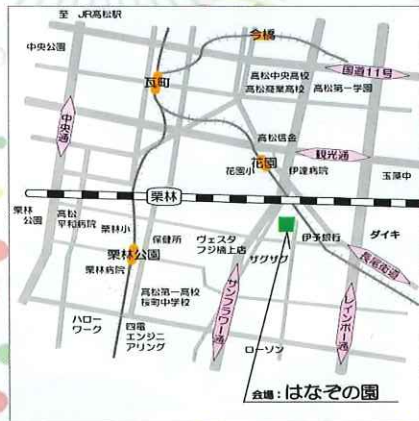 至 JR高松駅
中央公園
今橋
国道11号
瓦町
高松中央高校
高松商業高校
高松第一学園
中央通
高松信金
花園
花園小
伊達病院
観光通
玉藻中
栗林
栗林
公園
高松
平和病院
栗林小
保健所
栗林公園
栗林病院
ヴェスタ
フジ楠上店
ザグザグ
伊予銀行
ダイキ
長尾街道
高松第一高校
桜町中学校
サンフラワー通
レインボー通
ハロー
ワーク
四電
エンジニ
アリング
ローソン
会場：はなぞの園